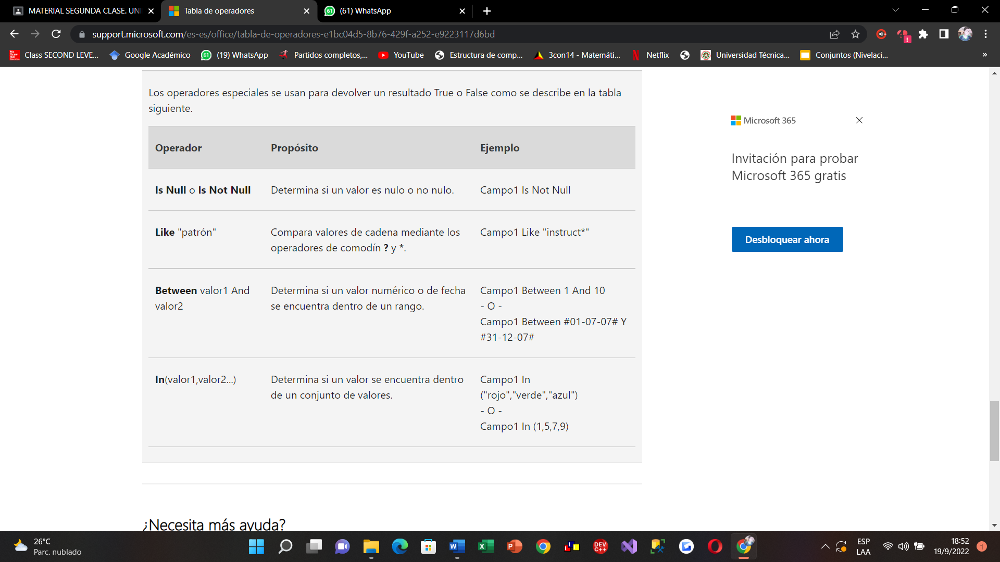 MATERIAL SEGUNDA CLASE. UNI
Tabla de operadores
(61) WhatsApp
support.microsoft.com/es-es/office/tabla-de-operadores-e1bc04d5-8b76-429f-a252-e9223117d6bd
Class SECOND LEVE...
Google Académico
(19) WhatsApp
Partidos completos,...
YouTube
Estructura de comp...
3con14 - Matemáti...
Netflix
Universidad Técnica...
Conjuntos (Nivelaci...
»
Los operadores especiales se usan para devolver un resultado True o False como se describe en la tabla
siguiente.
Operador
Propósito
Ejemplo
Is Null o Is Not Null
Determina si un valor es nulo o no nulo.
Campo1 Is Not Null
Like "patrón"
Compara valores de cadena mediante los
operadores de comodín ? y *.
Campo1 Like "instruct*"
Between valor1 And
valor2
Determina si un valor numérico o de fecha
se encuentra dentro de un rango.
Campo1 Between 1 And 10
- O -
Campo1 Between #01-07-07# Y
#31-12-07#
In(valor1,valor2...)
Determina si un valor se encuentra dentro
de un conjunto de valores.
Campo1 In
("rojo","verde","azul")
- O -
Campo1 In (1,5,7,9)
¿Necesita más ayuda?
Microsoft 365
Invitación para probar
Microsoft 365 gratis
Desbloquear ahora
26°C
Parc. nublado
DEV
C++
ESP
LAA
18:52
19/9/2022
1